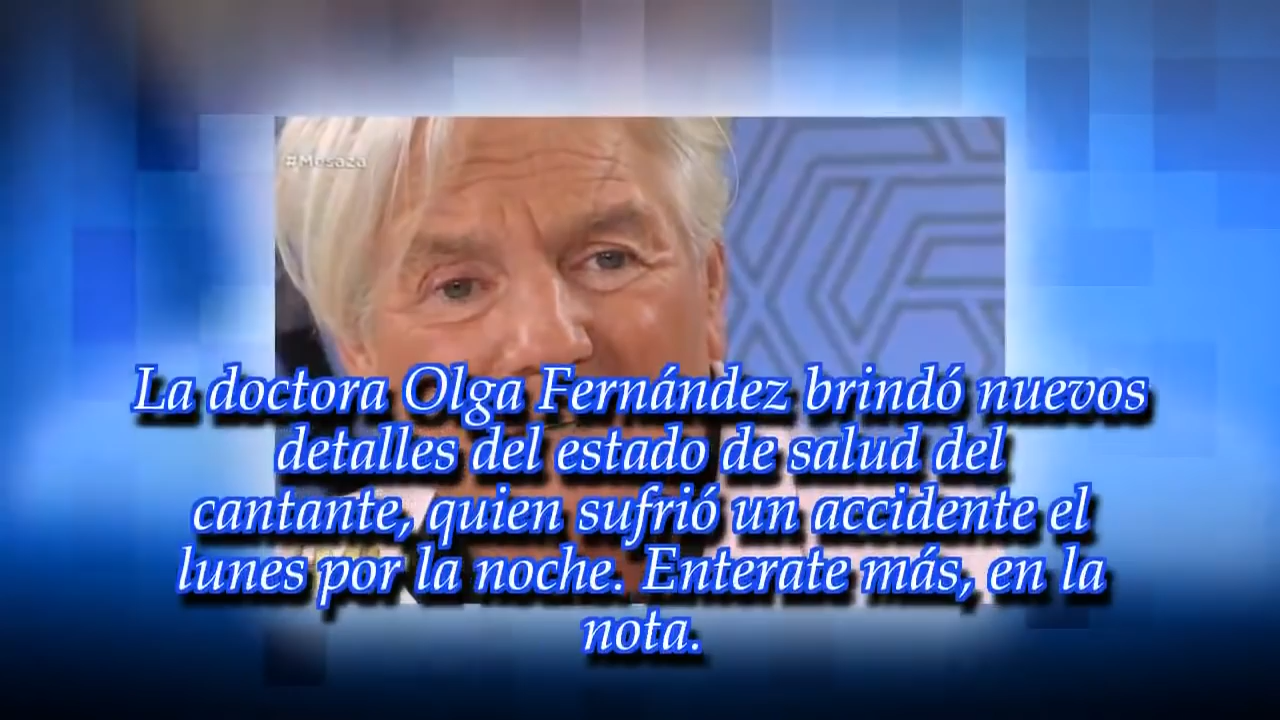 #Mesaza
La doctora Olga Fernández brindó nuevos
detalles del estado de salud del
cantante, quien sufrió un accidente el
lunes por la noche. Enterate más, en la
nota.